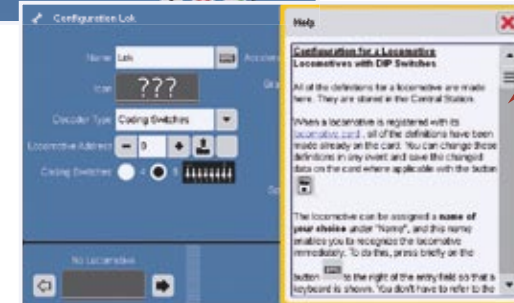 Configuration Lok
Name Lok
Icon ???
Decoder Type Coding Switches
Locomotive Address 0
Coding Switches 4 8
No Locomotive
Help
Configuration for a Locomotive
Locomotives with DIP Switches
All of the definitions for a locomotive are made
here. They are stored in the Central Station.
When a locomotive is registered with its
locomotive card , all of the definitions have been
made already on the card. You can change these
definitions in any event and save the changed
data on the card where applicable with the button
The locomotive can be assigned a name of
your choice under "Name", and this name
enables you to recognize the locomotive
immediately. To do this, press briefly on the
button to the right of the entry field so that a
keyboard is shown. You don't have to refer to the